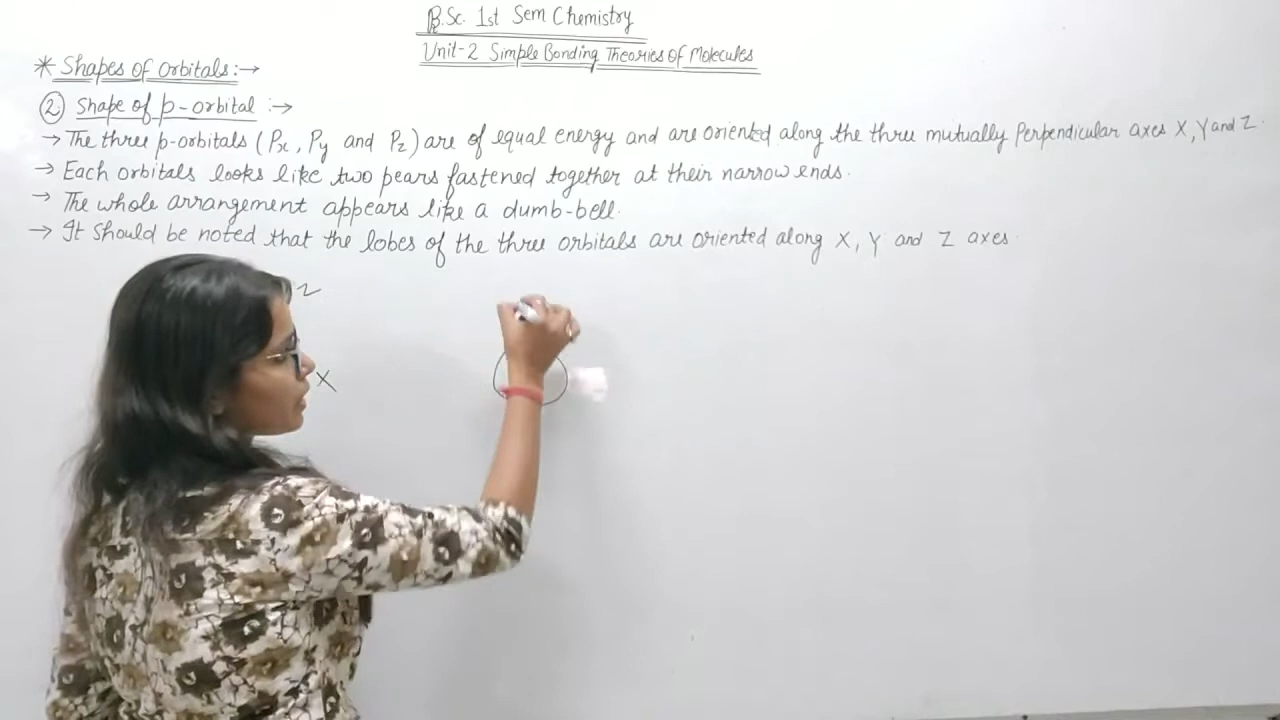 B.Sc. 1st Sem Chemistry
Unit-2 Simple Bonding Theories of Molecules
* Shapes of Orbitals:→
② Shape of p-orbital :→
→ The three p-orbitals (Px, Py and Pz) are of equal energy and are oriented along the three mutually Perpendicular axes X, Y and Z.
→ Each orbitals looks like two pears fastened together at their narrow ends.
→ The whole arrangement appears like a dumb-bell.
→ It should be noted that the lobes of the three orbitals are oriented along X, Y and Z axes.
Z
X